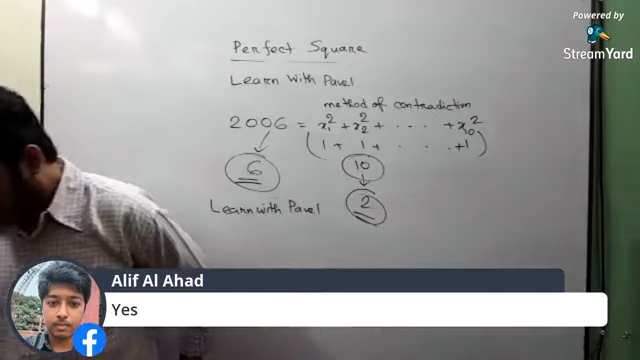 Powered by
StreamYard
Perfect Square
Learn With Pavel
method of contradiction
2006 = x₁² + x₂² + · · · · + x₁₀²
( 1 + 1 + · · · · +1 )
6
10
2
Learn with Pavel
Alif Al Ahad
Yes